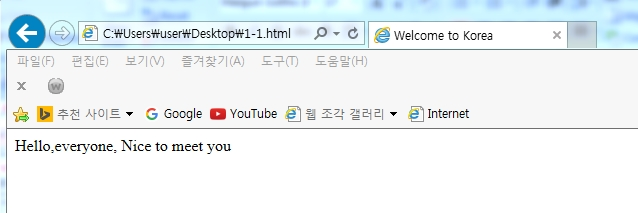 C:₩Users₩user₩Desktop₩1-1.html Welcome to Korea
파일(F) 편집(E) 보기(V) 즐겨찾기(A) 도구(T) 도움말(H)
추천 사이트 Google YouTube 웹 조각 갤러리 Internet
Hello,everyone, Nice to meet you